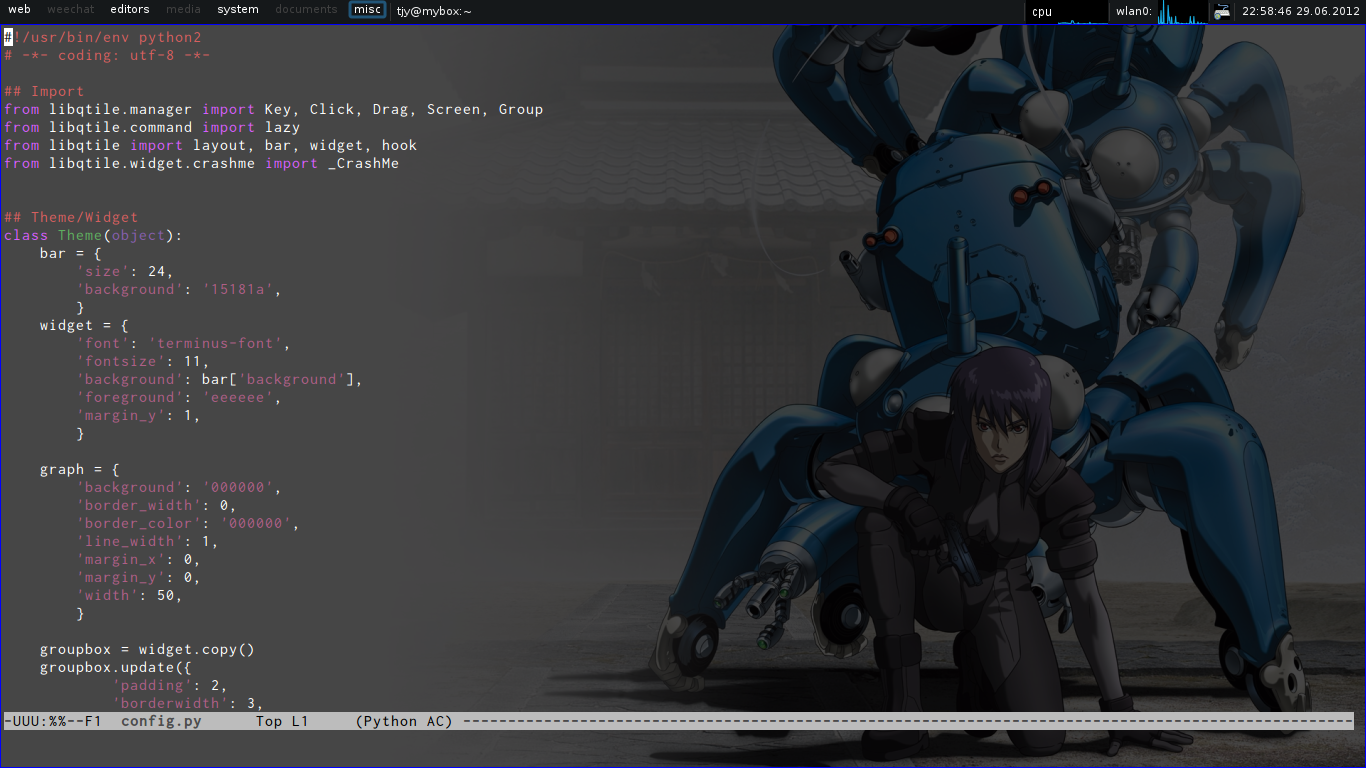 web weechat editors media system documents misc tjy@mybox:~ cpu wlan0: 22:58:46 29.06.2012
#!/usr/bin/env python2
# -*- coding: utf-8 -*-
## Import
from libqtile.manager import Key, Click, Drag, Screen, Group
from libqtile.command import lazy
from libqtile import layout, bar, widget, hook
from libqtile.widget.crashme import _CrashMe
## Theme/Widget
class Theme(object):
    bar = {
        'size': 24,
        'background': '15181a',
        }
    widget = {
        'font': 'terminus-font',
        'fontsize': 11,
        'background': bar['background'],
        'foreground': 'eeeeee',
        'margin_y': 1,
        }
    graph = {
        'background': '000000',
        'border_width': 0,
        'border_color': '000000',
        'line_width': 1,
        'margin_x': 0,
        'margin_y': 0,
        'width': 50,
        }
    groupbox = widget.copy()
    groupbox.update({
            'padding': 2,
            'borderwidth': 3,
-UUU:%%--F1  config.py      Top L1     (Python AC) ---------------------------------------------------------------------------------------------------